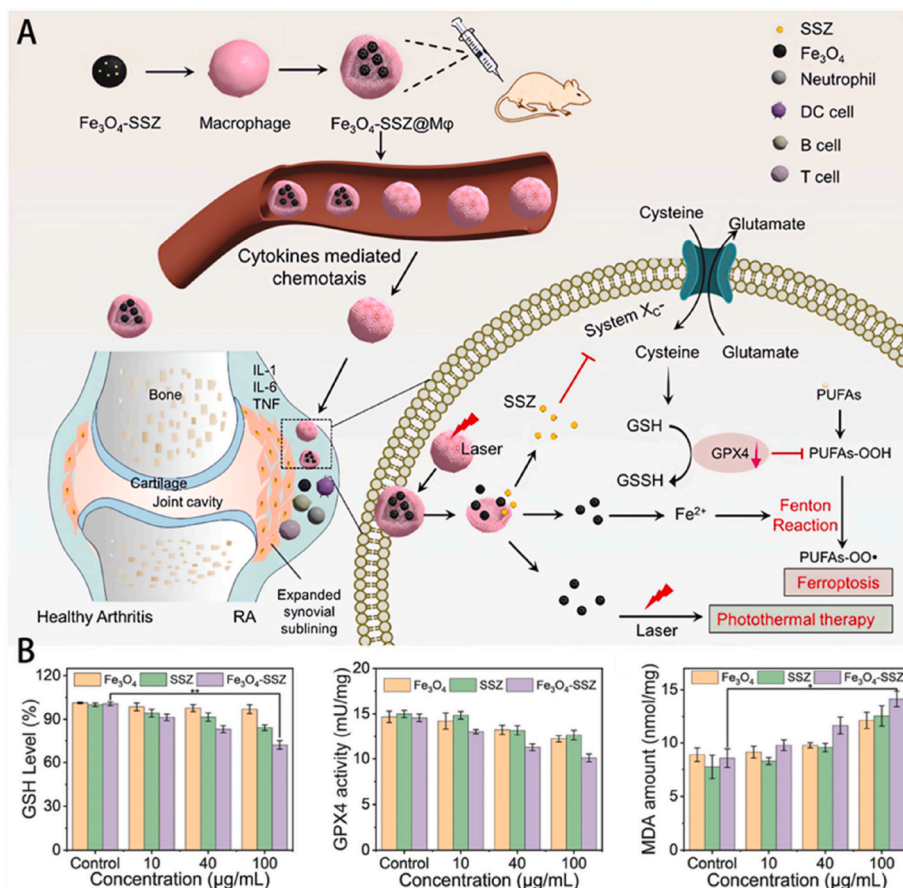 A
Fe₃O₄-SSZ
Macrophage
Fe₃O₄-SSZ@Mφ
SSZ
Fe₃O₄
Neutrophil
DC cell
B cell
T cell
Cytokines mediated
chemotaxis
IL-1
IL-6
TNF
Bone
Cartilage
Joint cavity
Healthy Arthritis
RA
Expanded
synovial
sublining
Cysteine
Glutamate
System X_C-
Cysteine
Glutamate
SSZ
Laser
GSH
GPX4
GSSH
PUFAs
PUFAs-OOH
Fe²⁺
Fenton
Reaction
PUFAs-OO•
Ferroptosis
Laser
Photothermal therapy
B
GSH Level (%)
120
90
60
30
0
Fe₃O₄
SSZ
Fe₃O₄-SSZ
**
Control
10
40
100
Concentration (μg/mL)
GPX4 activity (mU/mg)
20
15
10
5
0
Fe₃O₄
SSZ
Fe₃O₄-SSZ
Control
10
40
100
Concentration (μg/mL)
MDA amount (nmol/mg)
15
10
5
0
Fe₃O₄
SSZ
Fe₃O₄-SSZ
*
Control
10
40
100
Concentration (μg/mL)